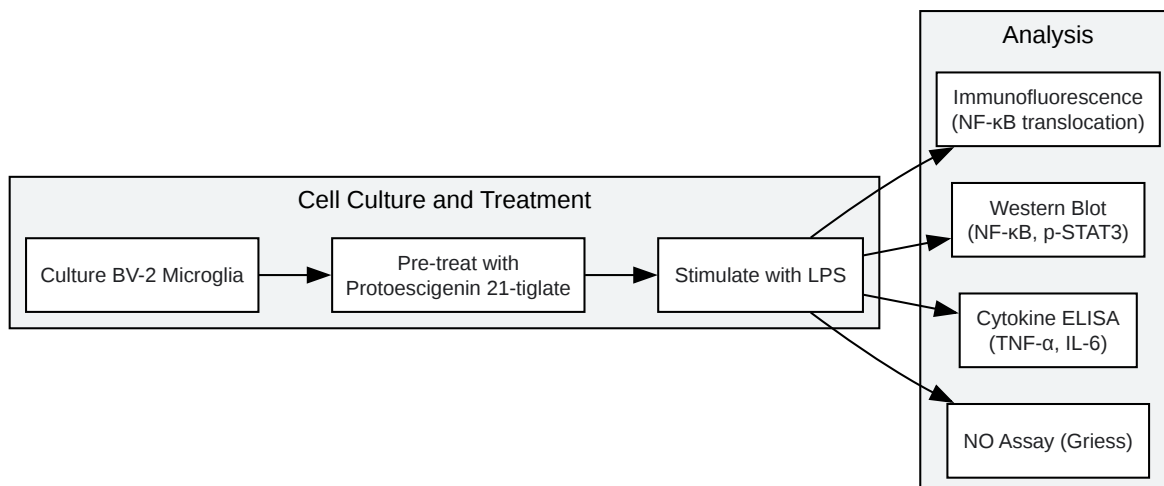 Cell Culture and Treatment
Culture BV-2 Microglia
Pre-treat with
Protoescigenin 21-tiglate
Stimulate with LPS
Analysis
Immunofluorescence
(NF-κB translocation)
Western Blot
(NF-κB, p-STAT3)
Cytokine ELISA
(TNF-α, IL-6)
NO Assay (Griess)